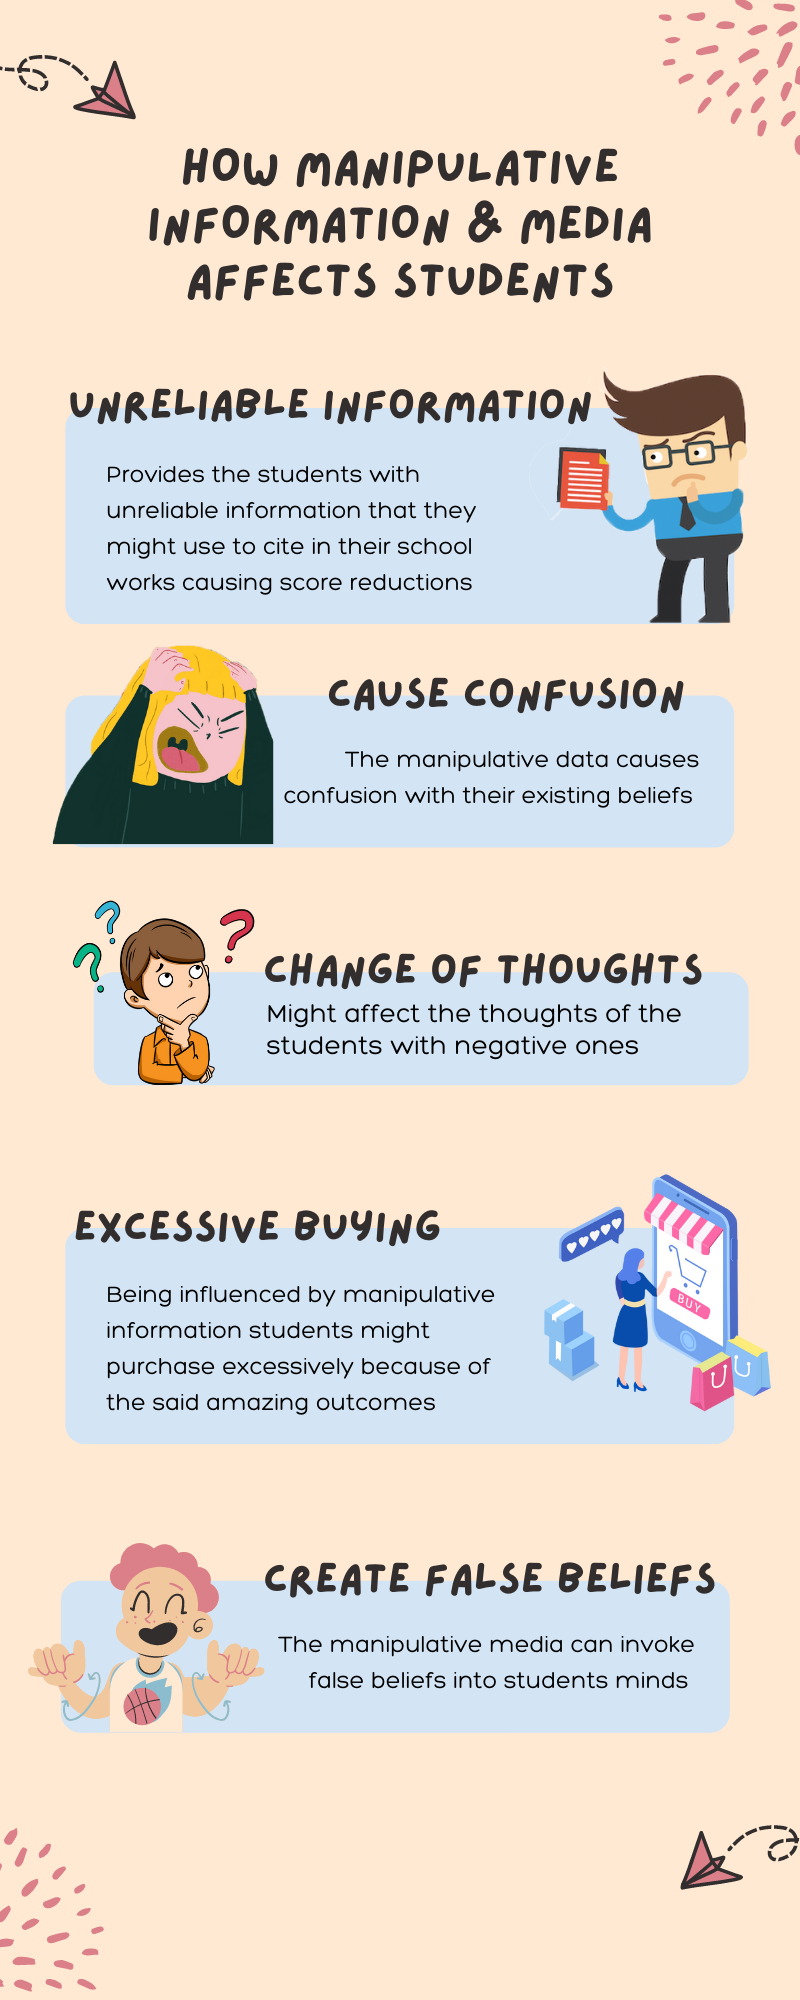 HOW MANIPULATIVE
INFORMATION & MEDIA
AFFECTS STUDENTS
UNRELIABLE INFORMATION
Provides the students with
unreliable information that they
might use to cite in their school
works causing score reductions
CAUSE CONFUSION
The manipulative data causes
confusion with their existing beliefs
CHANGE OF THOUGHTS
Might affect the thoughts of the
students with negative ones
EXCESSIVE BUYING
Being influenced by manipulative
information students might
purchase excessively because of
the said amazing outcomes
BUY
CREATE FALSE BELIEFS
The manipulative media can invoke
false beliefs into students minds